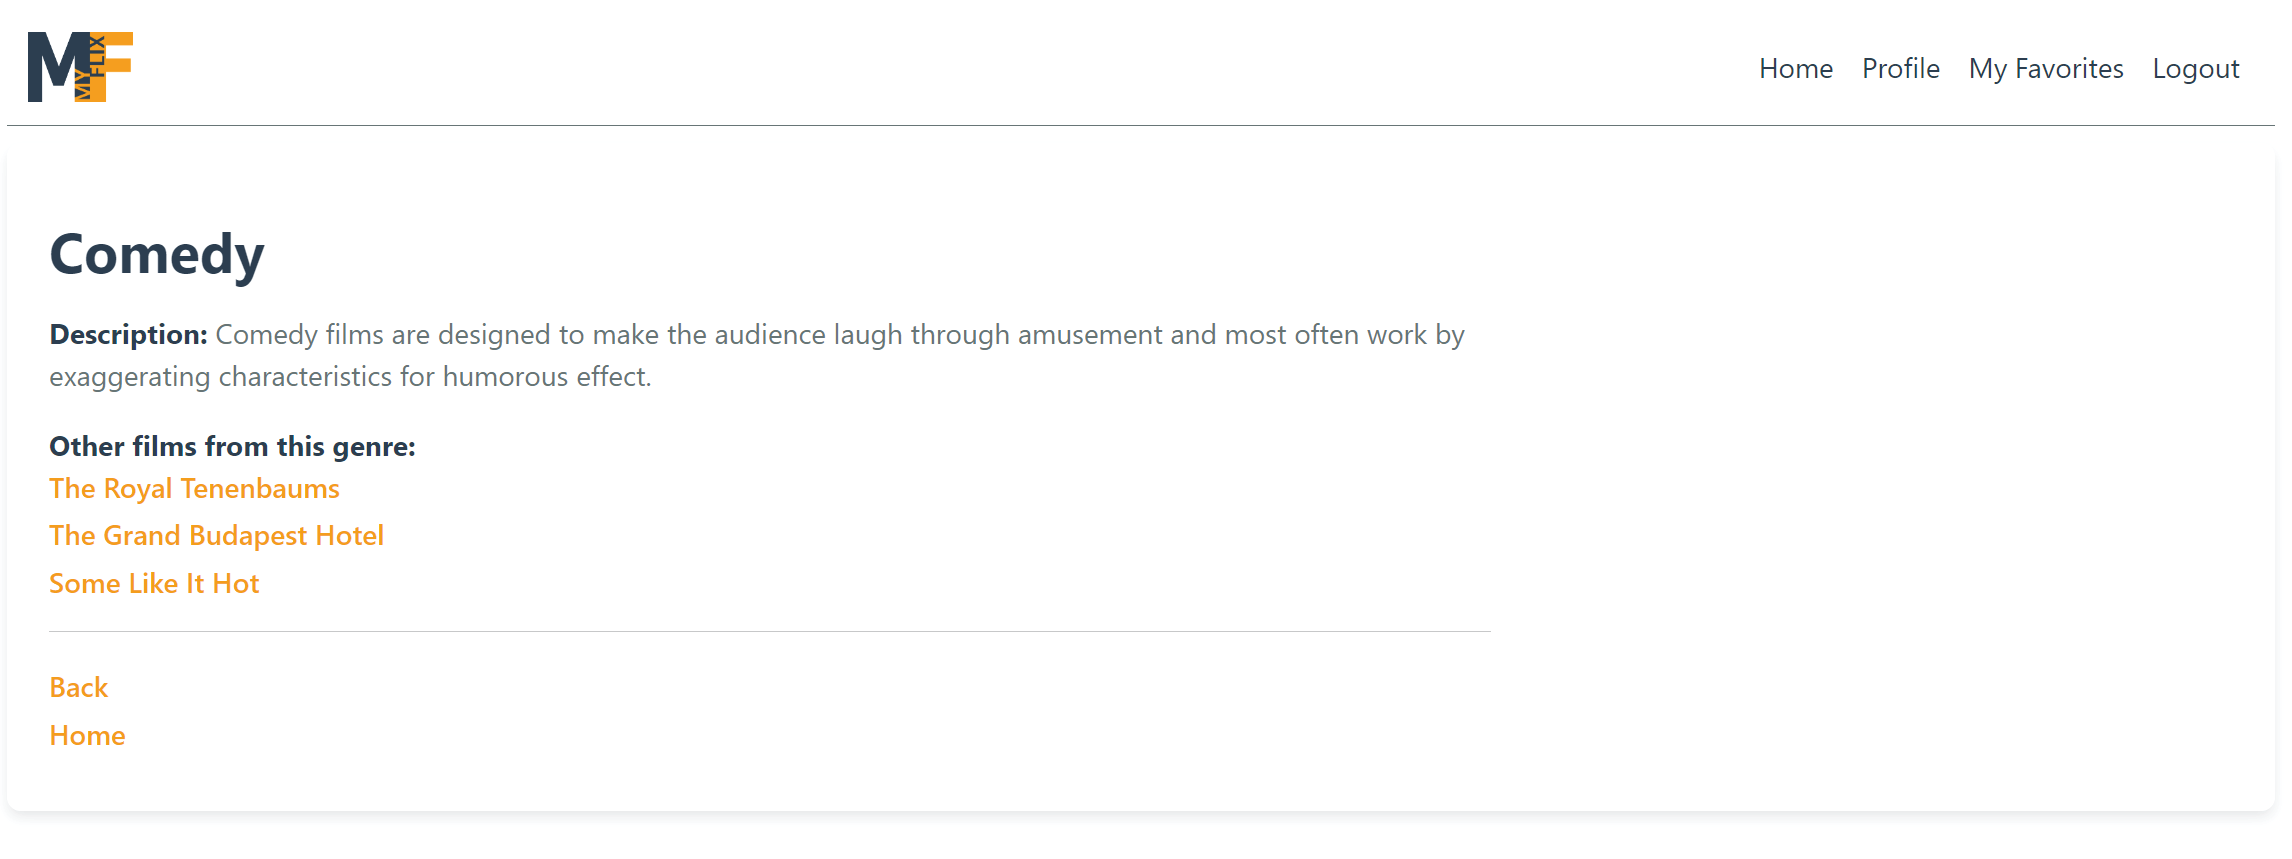 MY FLIX
MF
Home Profile My Favorites Logout
Comedy
Description: Comedy films are designed to make the audience laugh through amusement and most often work by
exaggerating characteristics for humorous effect.
Other films from this genre:
The Royal Tenenbaums
The Grand Budapest Hotel
Some Like It Hot
Back
Home